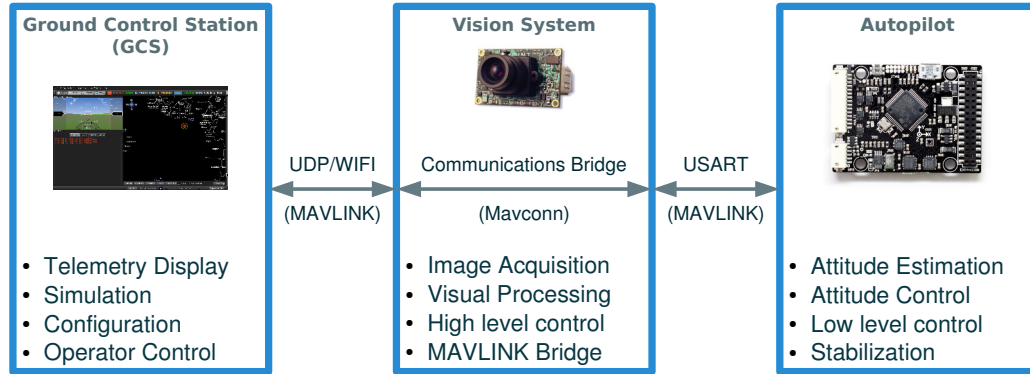 Ground Control Station
(GCS)
Vision System
Autopilot
UDP/WIFI
Communications Bridge
USART
(MAVLINK)
(Mavconn)
(MAVLINK)
• Telemetry Display
• Simulation
• Configuration
• Operator Control
• Image Acquisition
• Visual Processing
• High level control
• MAVLINK Bridge
• Attitude Estimation
• Attitude Control
• Low level control
• Stabilization